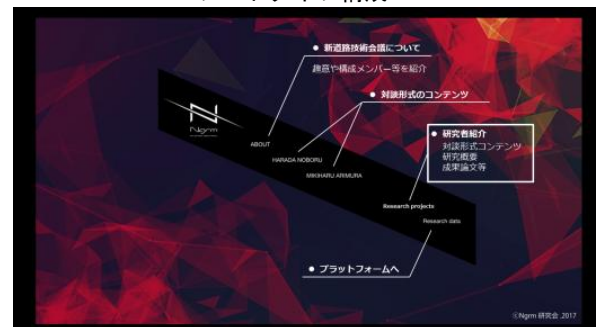 ● 新道路技術会議について
趣意や構成メンバー等を紹介
● 対談形式のコンテンツ
N
Ngrm
ABOUT
HARADA NOBORU
MIKIHARU ARIMURA
● 研究者紹介
対談形式コンテンツ
研究概要
成果論文等
Research projects
Research data
● プラットフォームへ
©Ngrm 研究会 ,2017